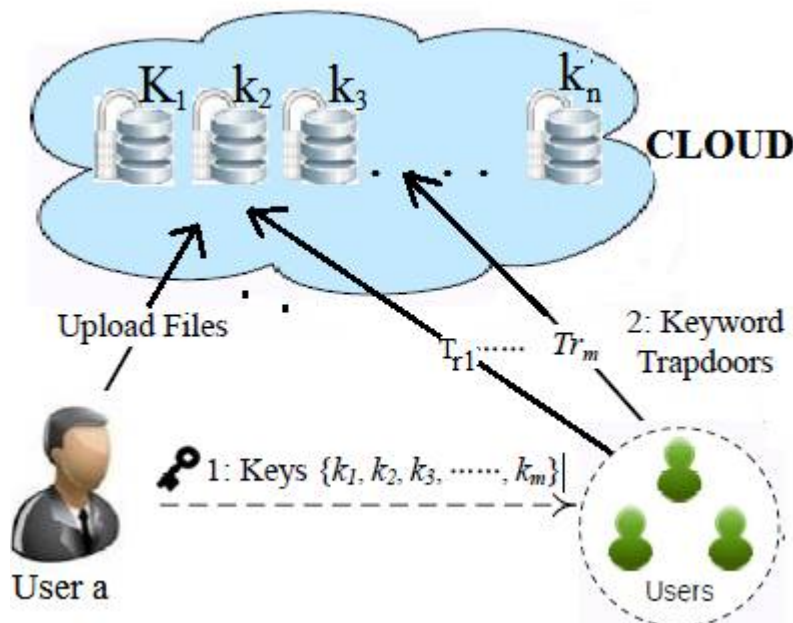 K₁ k₂ k₃ kₙ
CLOUD
. . . . .
. .
Upload Files
Tr1 ...... Trₘ
2: Keyword
Trapdoors
1: Keys {k₁, k₂, k₃, ......, kₘ}|
User a
Users